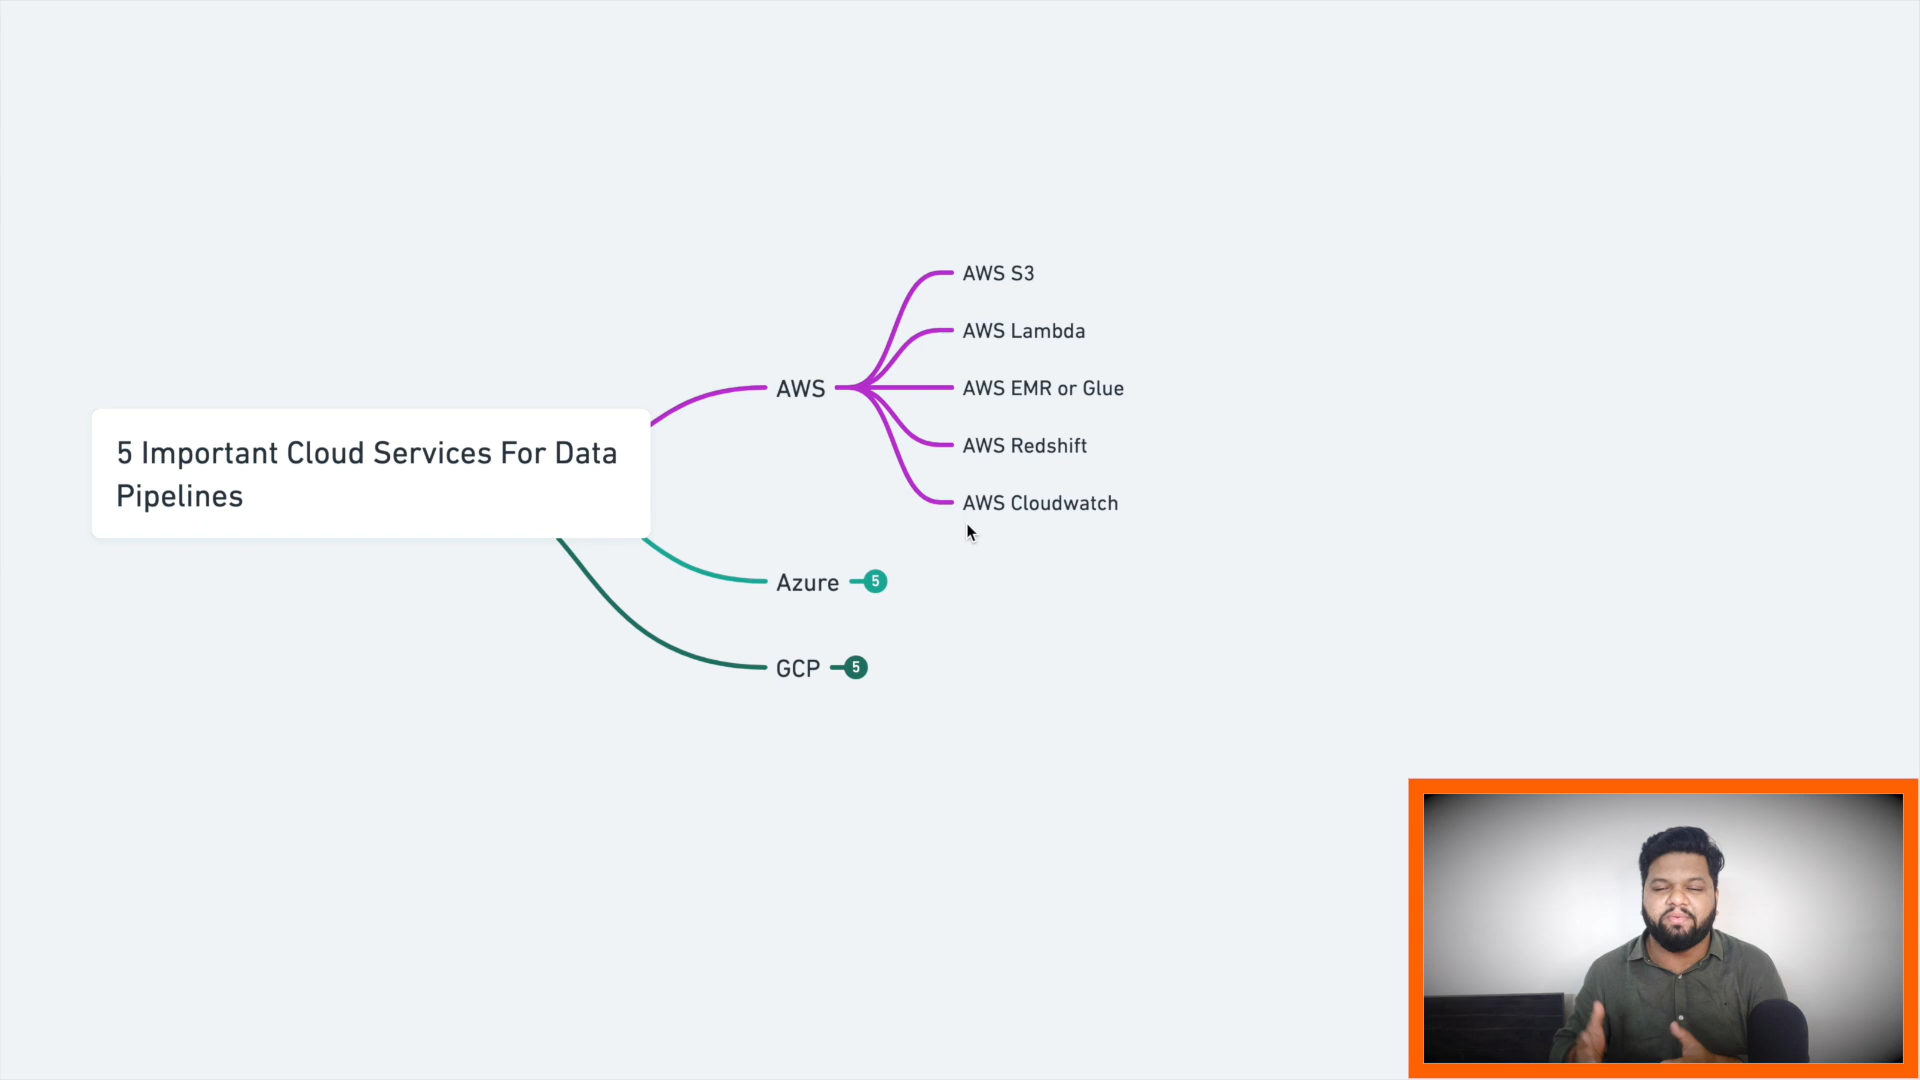 5 Important Cloud Services For Data
Pipelines
AWS
AWS S3
AWS Lambda
AWS EMR or Glue
AWS Redshift
AWS Cloudwatch
Azure 5
GCP 5